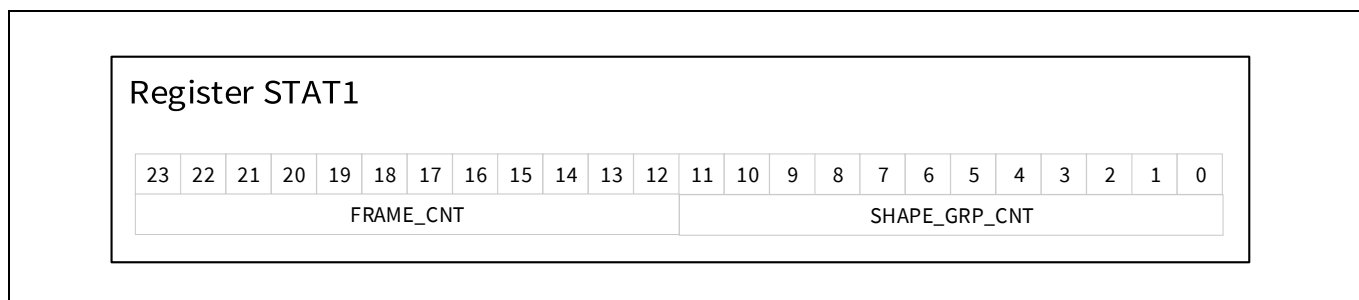 Register STAT1
23 22 21 20 19 18 17 16 15 14 13 12 11 10 9 8 7 6 5 4 3 2 1 0
FRAME_CNT SHAPE_GRP_CNT